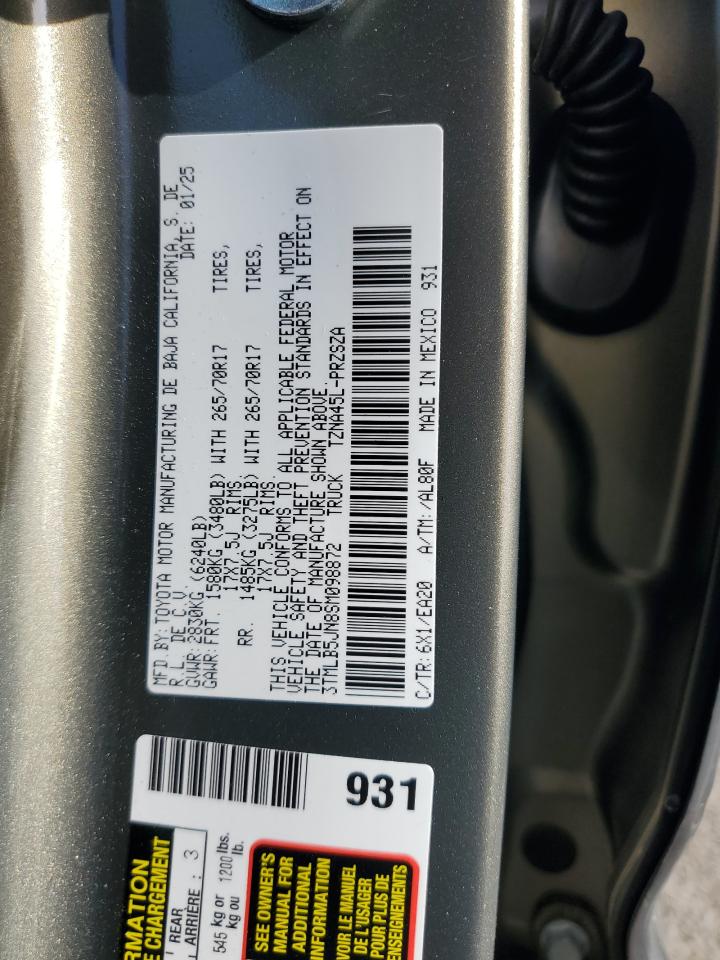 MFD.BY:TOYOTA MOTOR MANUFACTURING DE BAJA CALIFORNIA, S. DE
R.L. DE C.V. DATE: 01/25
GVWR: 2830KG (6240LB)
GAWR: FRT. 1580KG (3480LB) WITH 265/70R17 TIRES,
17X7.5J RIMS
RR. 1485KG (3275LB) WITH 265/70R17 TIRES,
17X7.5J RIMS
THIS VEHICLE CONFORMS TO ALL APPLICABLE FEDERAL MOTOR
VEHICLE SAFETY AND THEFT PREVENTION STANDARDS IN EFFECT ON
THE DATE OF MANUFACTURE SHOWN ABOVE.
3TMLB5JN8SM098872 TRUCK TZNA45L-PRZSZA
C/TR: 6X1/EA20 A/TM: /AL80F MADE IN MEXICO 931
931
REAR
ARRIÈRE : 3
545 kg or 1200 lbs.
kg ou lb.
SEE OWNER'S
MANUAL FOR
ADDITIONAL
INFORMATION
VOIR LE MANUEL
DE L'USAGER
POUR PLUS DE